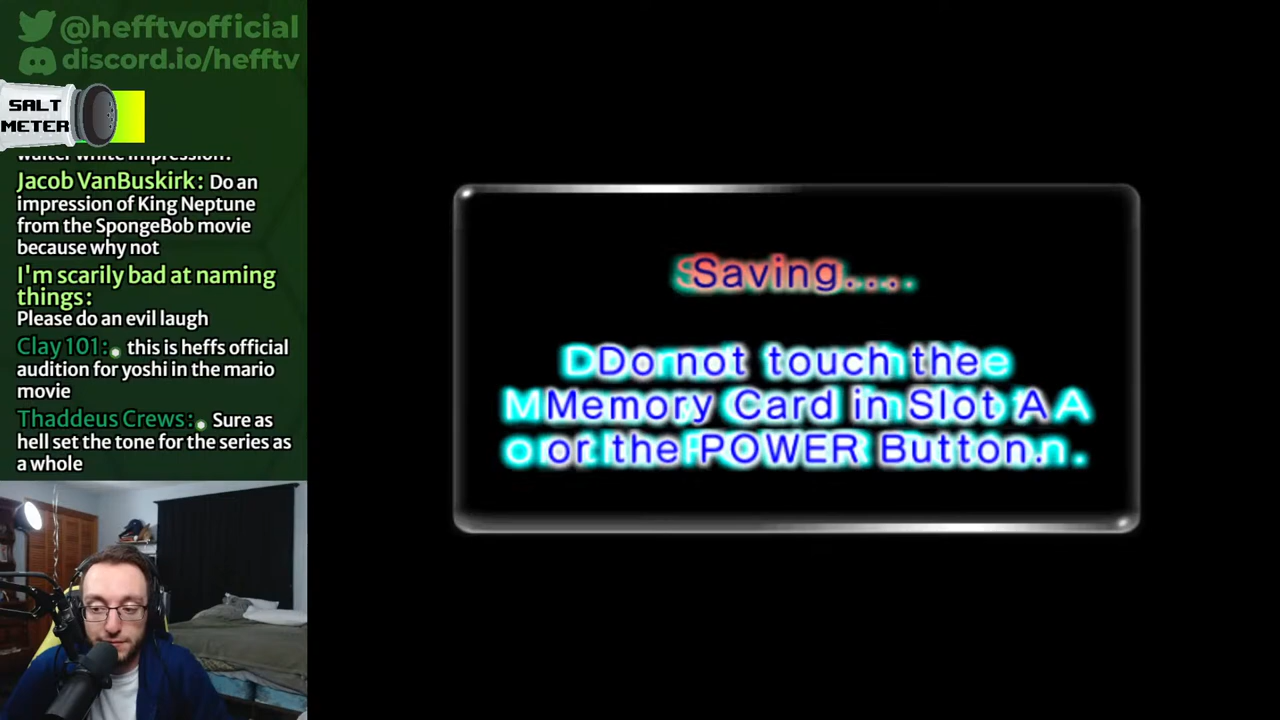 @hefftvofficial
discord.io/hefftv
SALT
METER
walter white impression?
Jacob VanBuskirk: Do an
impression of King Neptune
from the SpongeBob movie
because why not
I'm scarily bad at naming
things:
Please do an evil laugh
Clay 101: this is heffs official
audition for yoshi in the mario
movie
Thaddeus Crews: Sure as
hell set the tone for the series as
a whole
Saving....
Do not touch the
Memory Card in Slot A
or the POWER Button.